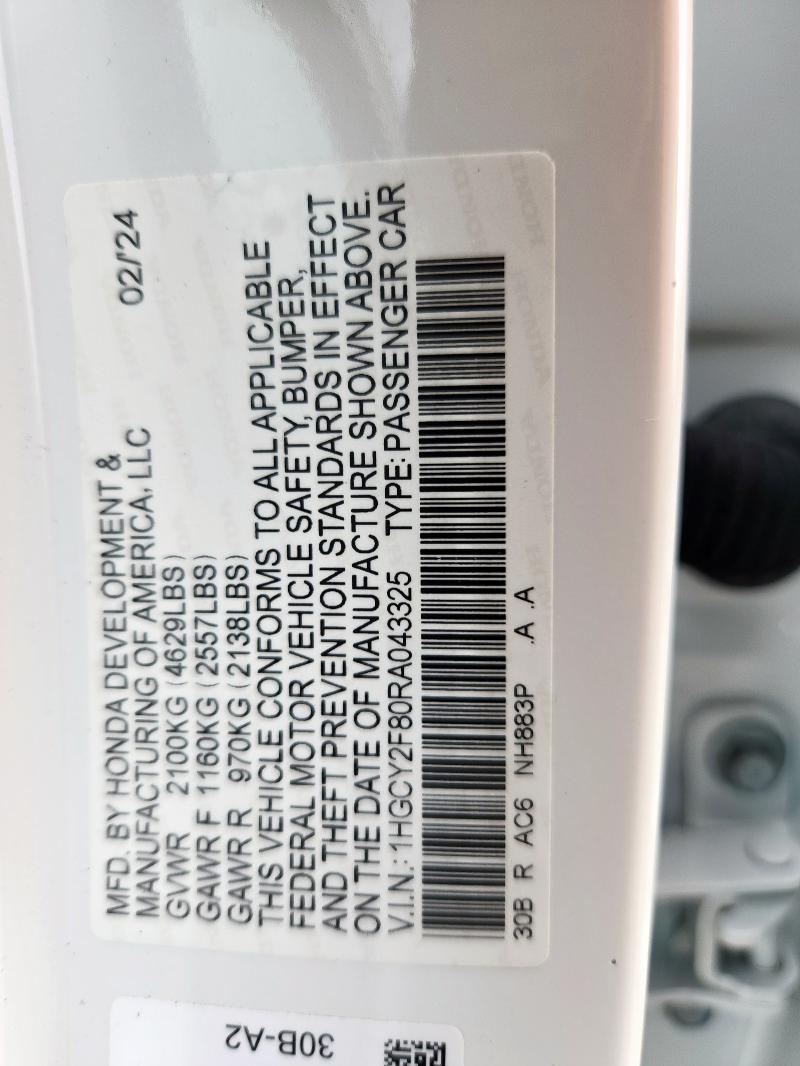 MFD. BY HONDA DEVELOPMENT & 02/'24
MANUFACTURING OF AMERICA, LLC
GVWR 2100KG (4629LBS)
GAWR F 1160KG (2557LBS)
GAWR R 970KG (2138LBS)
THIS VEHICLE CONFORMS TO ALL APPLICABLE
FEDERAL MOTOR VEHICLE SAFETY, BUMPER,
AND THEFT PREVENTION STANDARDS IN EFFECT
ON THE DATE OF MANUFACTURE SHOWN ABOVE.
V.I.N.: 1HGCY2F80RA043325 TYPE: PASSENGER CAR
30B R AC6 NH883P .A .A
30B-A2